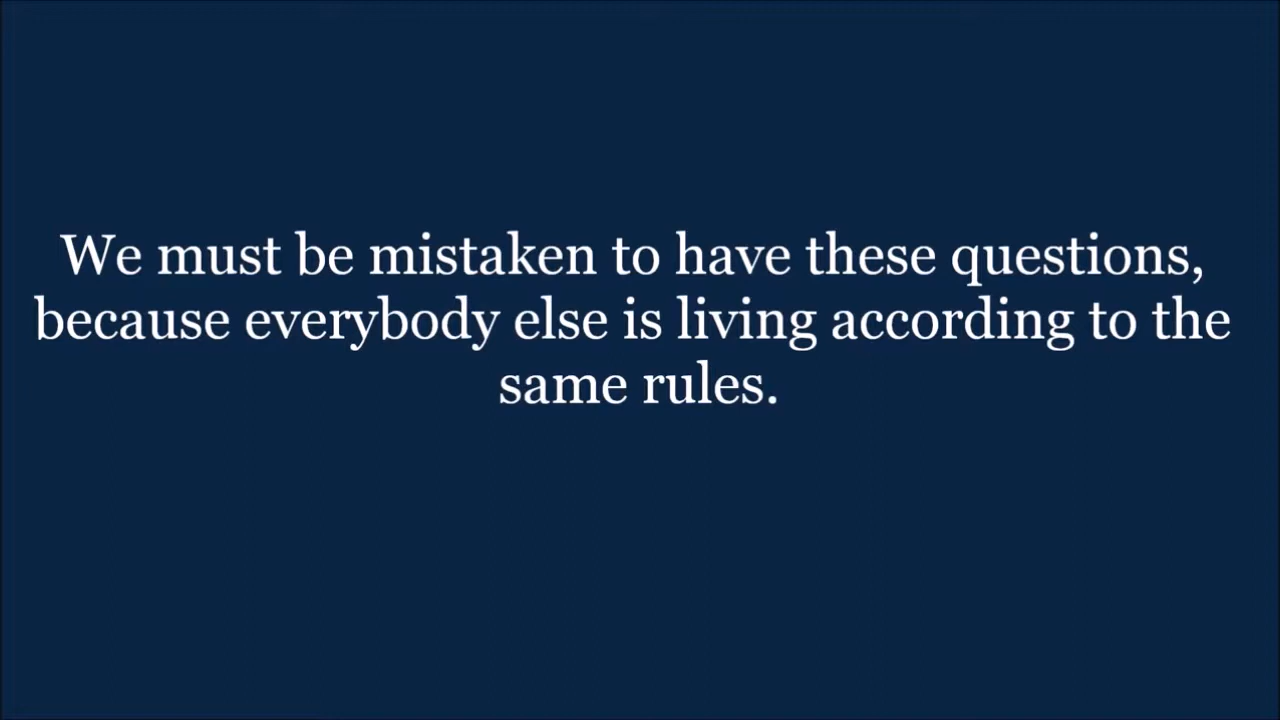 We must be mistaken to have these questions,
because everybody else is living according to the
same rules.